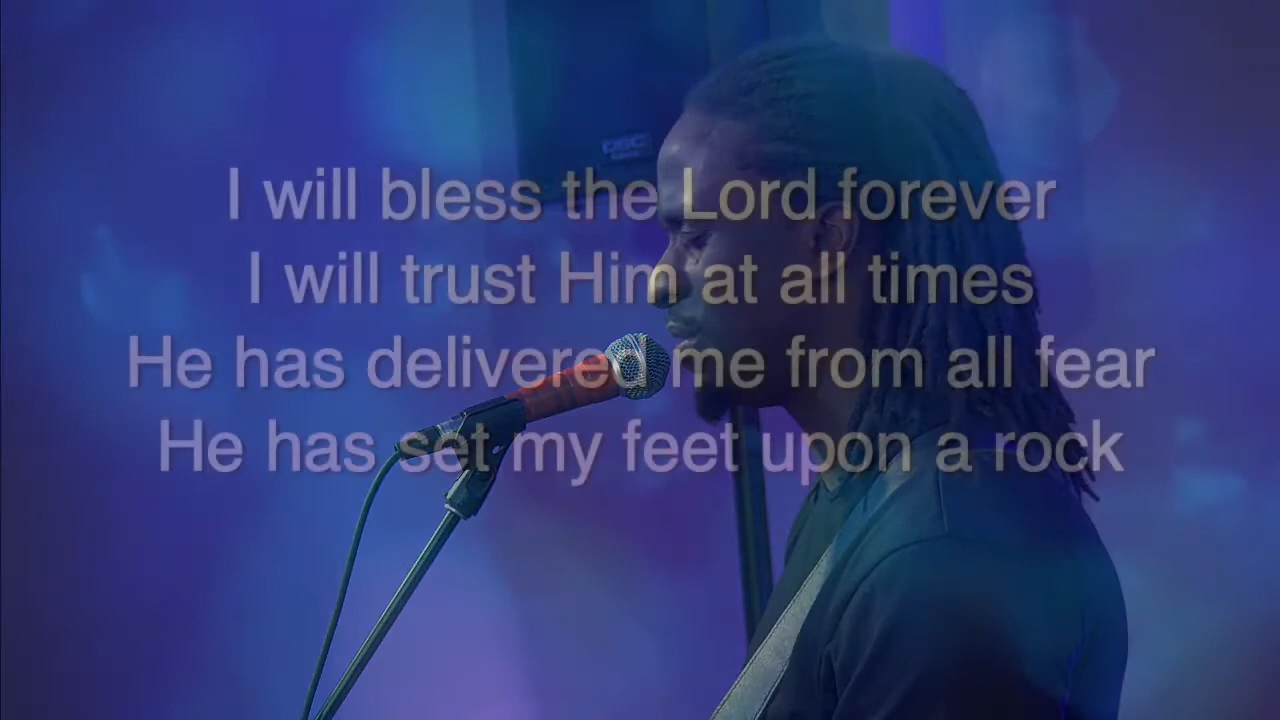 QSC
I will bless the Lord forever
I will trust Him at all times
He has delivered me from all fear
He has set my feet upon a rock